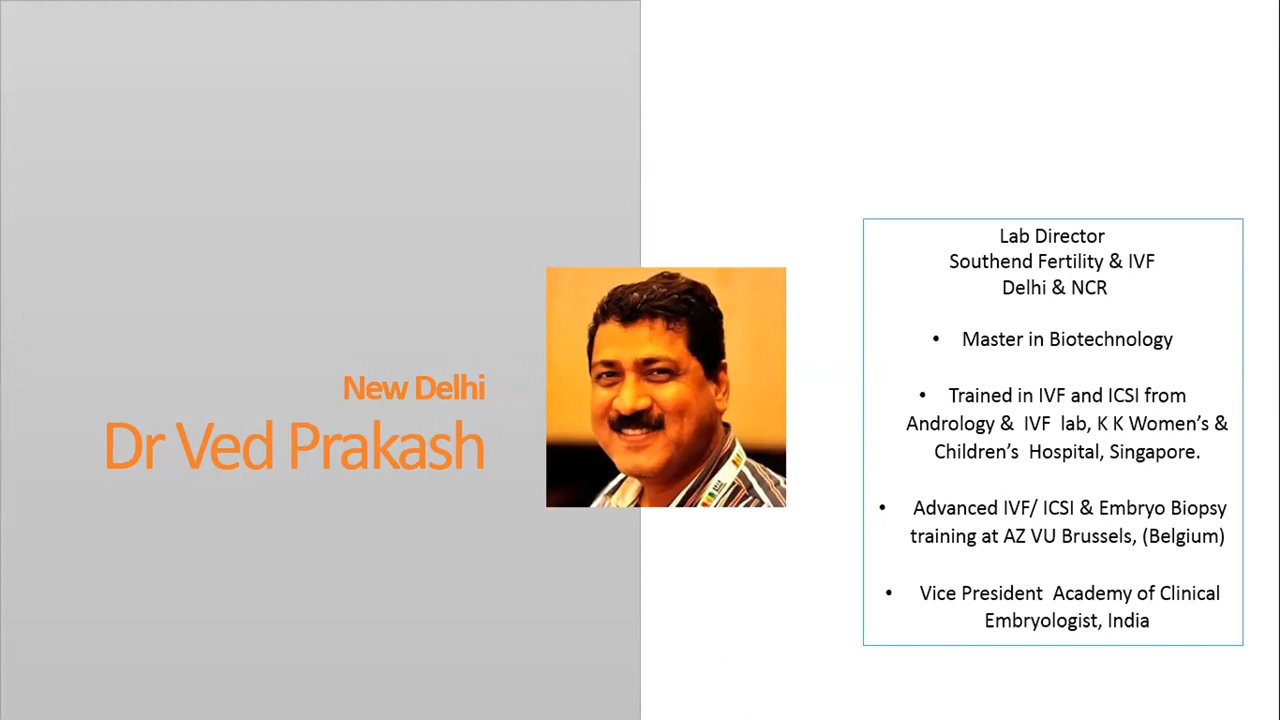 New Delhi
Dr Ved Prakash
Lab Director
Southend Fertility & IVF
Delhi & NCR
• Master in Biotechnology
• Trained in IVF and ICSI from
Andrology & IVF lab, K K Women’s &
Children’s Hospital, Singapore.
• Advanced IVF/ ICSI & Embryo Biopsy
training at AZ VU Brussels, (Belgium)
• Vice President Academy of Clinical
Embryologist, India